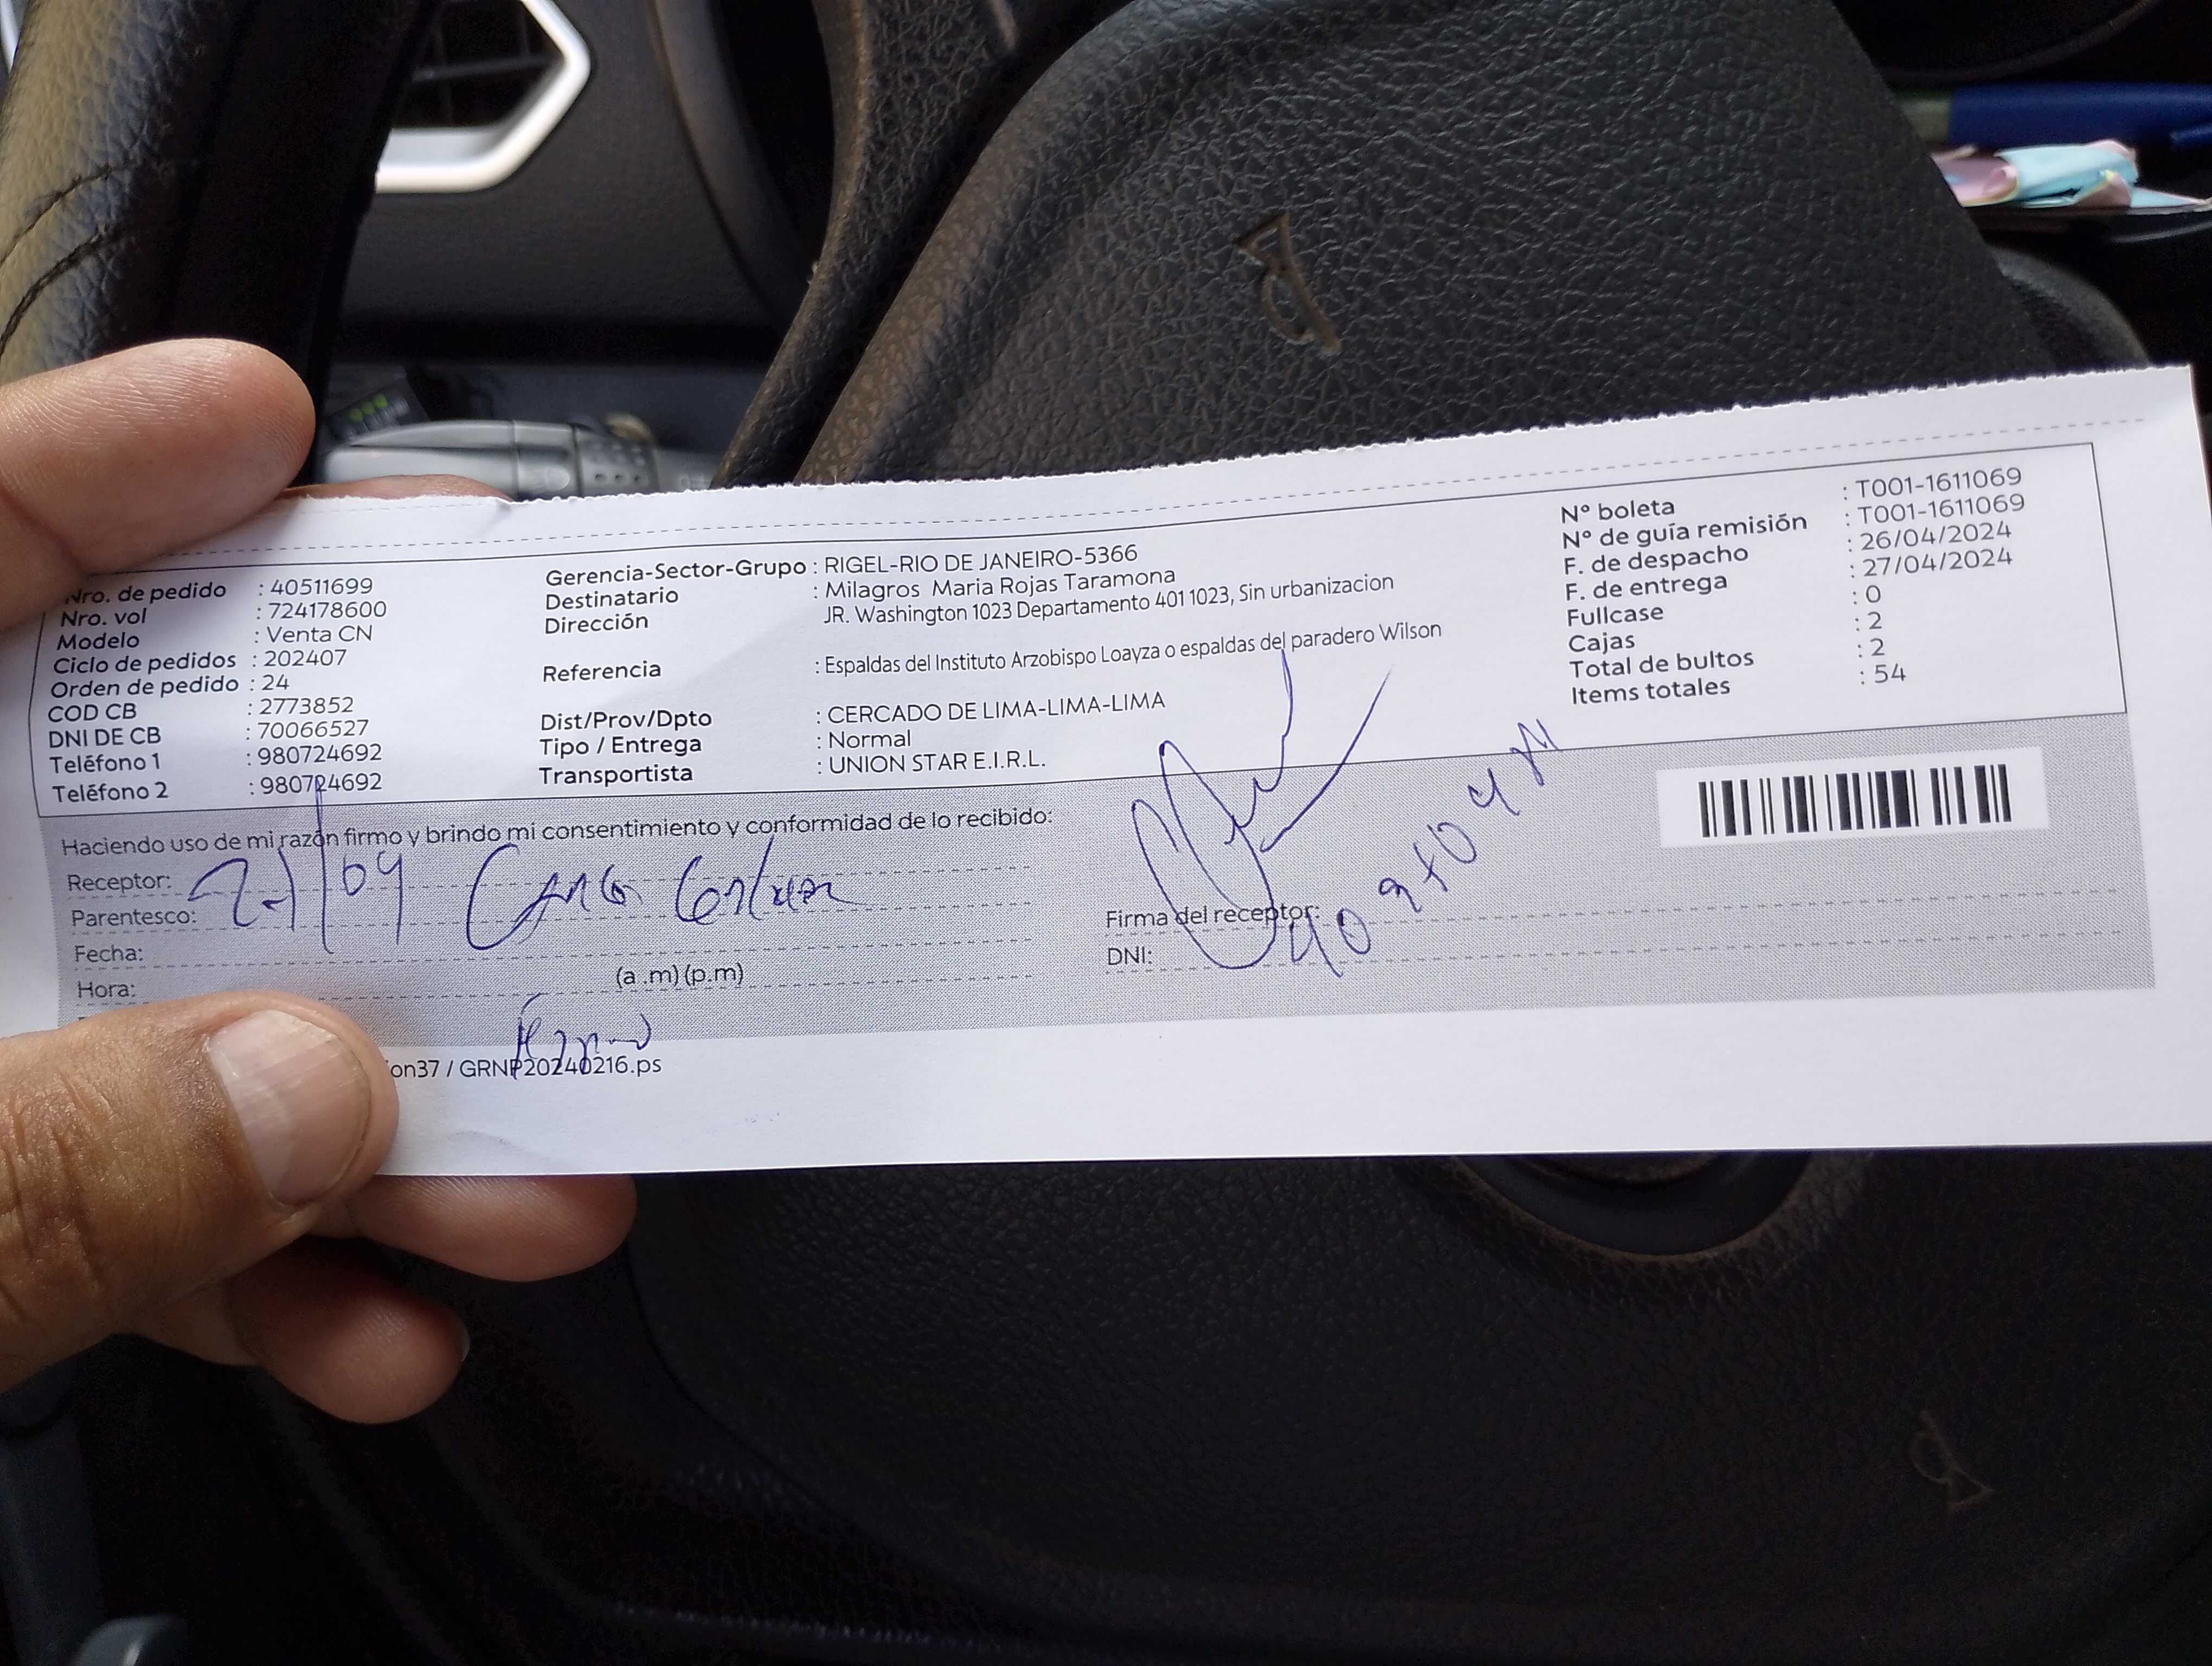 Nro. de pedido : 40511699
Nro. vol : 724178600
Modelo : Venta CN
Ciclo de pedidos : 202407
Orden de pedido : 24
COD CB : 2773852
DNI DE CB : 70066527
Teléfono 1 : 980724692
Teléfono 2 : 980724692
Gerencia-Sector-Grupo : RIGEL-RIO DE JANEIRO-5366
Destinatario : Milagros Maria Rojas Taramona
Dirección JR. Washington 1023 Departamento 401 1023, Sin urbanizacion
Referencia : Espaldas del Instituto Arzobispo Loayza o espaldas del paradero Wilson
Dist/Prov/Dpto : CERCADO DE LIMA-LIMA-LIMA
Tipo / Entrega : Normal
Transportista : UNION STAR E.I.R.L.
N° boleta : T001-1611069
N° de guía remisión : T001-1611069
F. de despacho : 26/04/2024
F. de entrega : 27/04/2024
Fullcase : 0
Cajas : 2
Total de bultos : 2
Items totales : 54
Haciendo uso de mi razón firmo y brindo mi consentimiento y conformidad de lo recibido:
Receptor:
Parentesco:
Fecha:
Hora: (a .m) (p.m)
Firma del receptor:
DNI:
on37 / GRNP20240216.ps